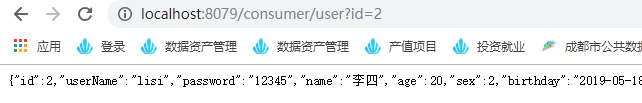 localhost:8079/consumer/user?id=2
应用 登录 数据资产管理 数据资产管理 产值项目 投资就业 成都市公共数据
{"id":2,"userName":"lisi","password":"12345","name":"李四","age":20,"sex":2,"birthday":"2019-05-18